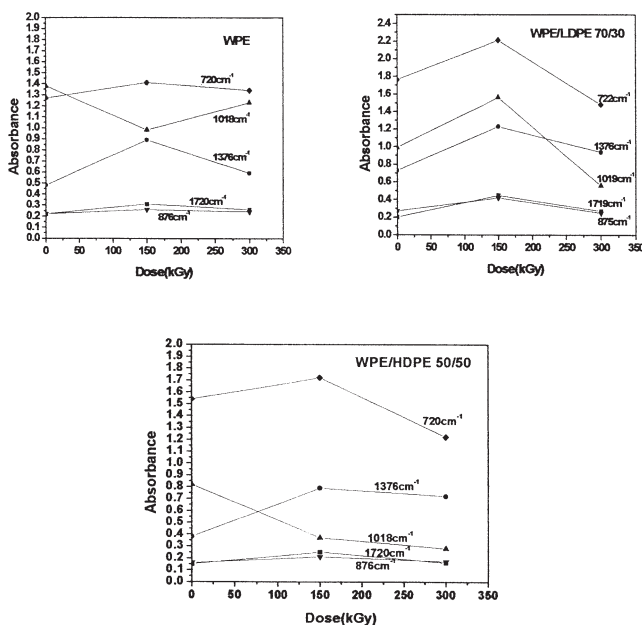 WPE
2.0
1.9
1.8
1.7
1.6
1.5
1.4
1.3
1.2
1.1
1.0
0.9
0.8
0.7
0.6
0.5
0.4
0.3
0.2
0.1
0.0
Absorbance
720cm⁻¹
1018cm⁻¹
1376cm⁻¹
1720cm⁻¹
876cm⁻¹
0 50 100 150 200 250 300 350
Dose(kGy)
WPE/LDPE 70/30
2.4
2.2
2.0
1.8
1.6
1.4
1.2
1.0
0.8
0.6
0.4
0.2
0.0
Absorbance
722cm⁻¹
1376cm⁻¹
1019cm⁻¹
1719cm⁻¹
875cm⁻¹
0 50 100 150 200 250 300 350
Dose(kGy)
WPE/HDPE 50/50
2.0
1.9
1.8
1.7
1.6
1.5
1.4
1.3
1.2
1.1
1.0
0.9
0.8
0.7
0.6
0.5
0.4
0.3
0.2
0.1
0.0
Absorbance
720cm⁻¹
1376cm⁻¹
1018cm⁻¹
1720cm⁻¹
876cm⁻¹
0 50 100 150 200 250 300 350
Dose(kGy)